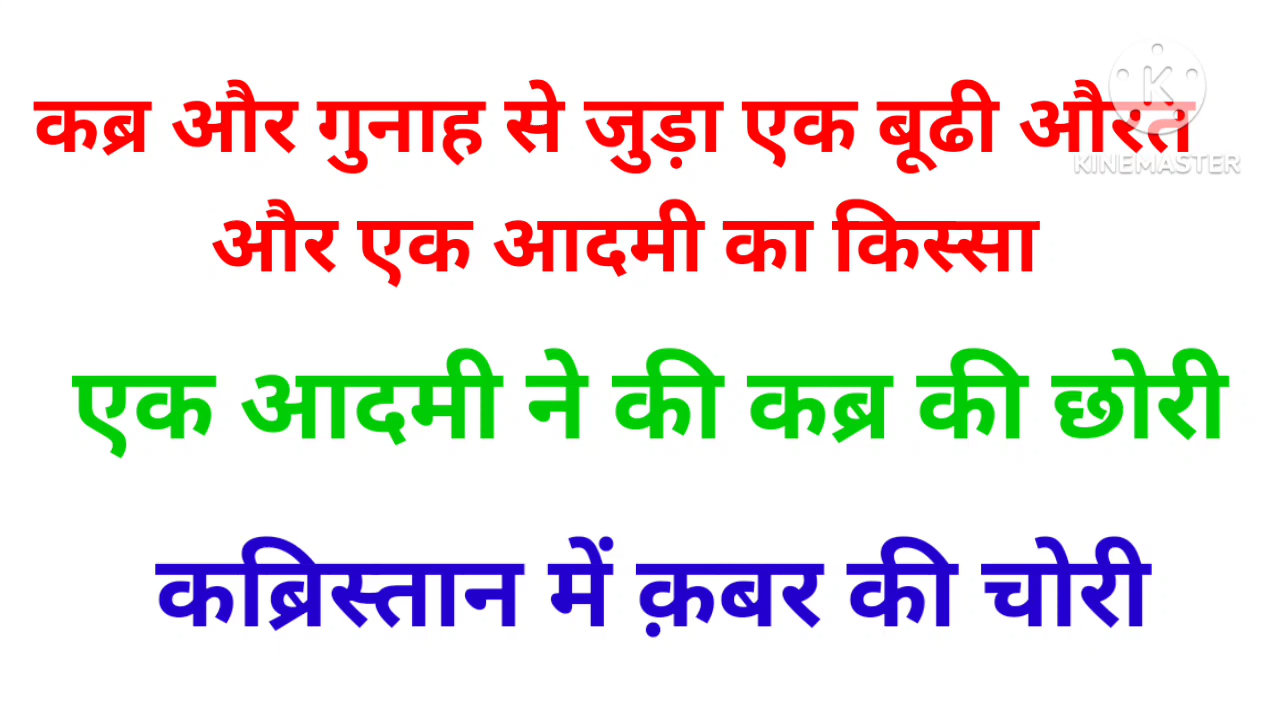 कब्र और गुनाह से जुड़ा एक बूढी औरत
KINEMASTER
और एक आदमी का किस्सा
एक आदमी ने की कब्र की छोरी
कब्रिस्तान में क़बर की चोरी